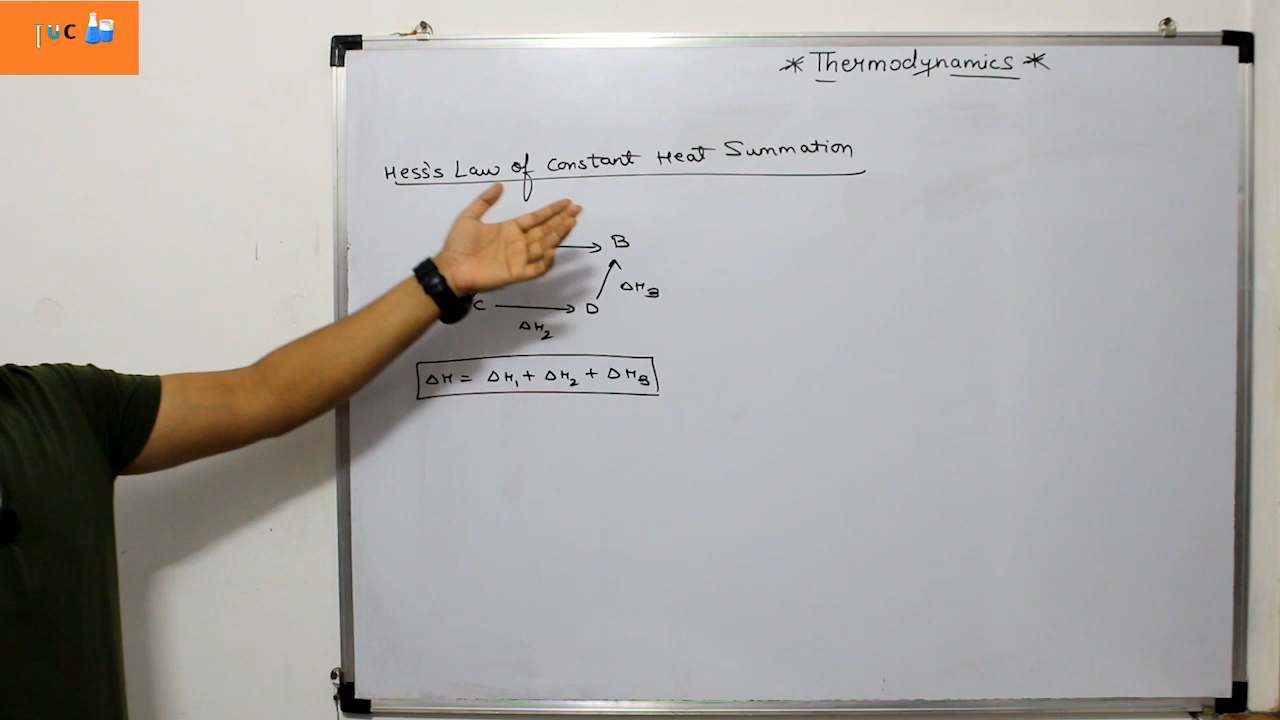 TUC
* Thermodynamics *
Hess's Law of Constant Heat Summation
B
ΔH3
C D
ΔH2
ΔH = ΔH1 + ΔH2 + ΔH3